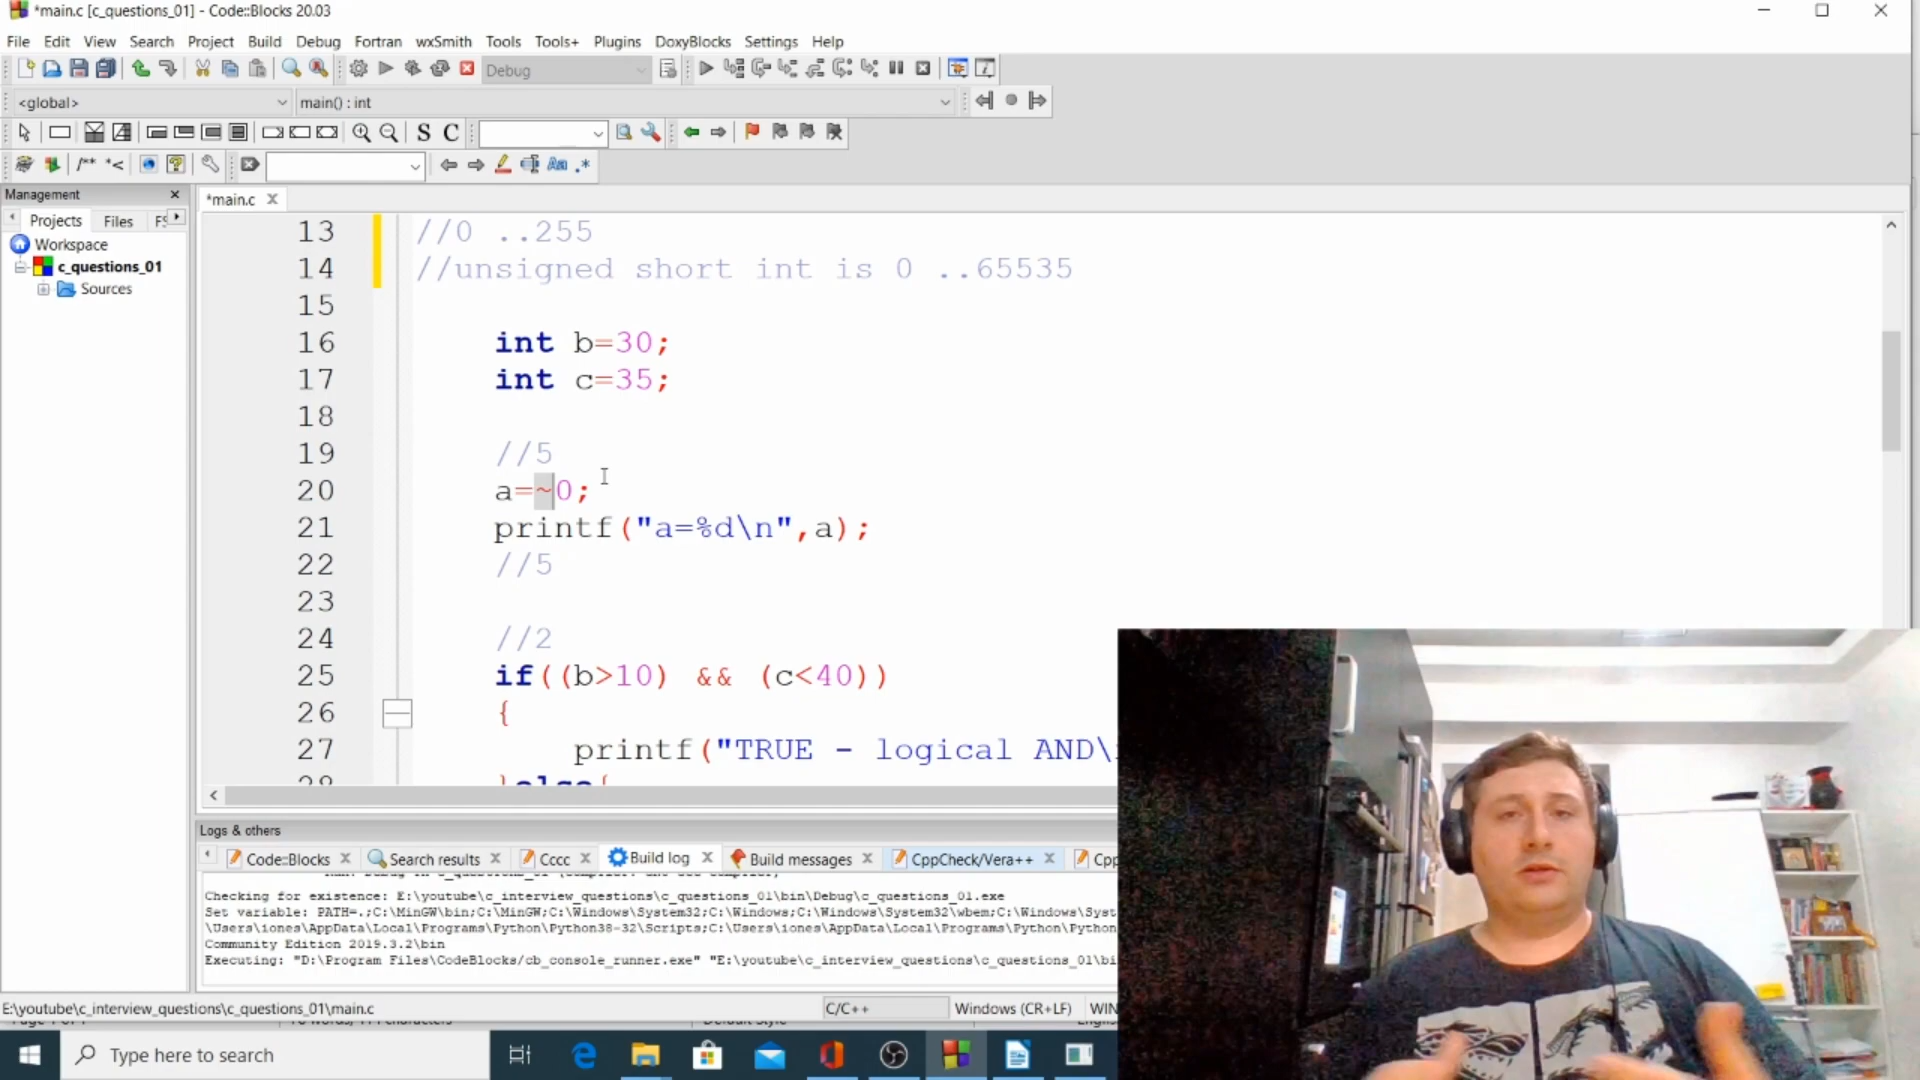 *main.c [c_questions_01] - Code::Blocks 20.03
File Edit View Search Project Build Debug Fortran wxSmith Tools Tools+ Plugins DoxyBlocks Settings Help
Debug
<global> main() : int
S C
/** *<
Aa .*
Management
*main.c
Projects Files
Workspace
c_questions_01
Sources
13 //0 ..255
14 //unsigned short int is 0 ..65535
15
16 int b=30;
17 int c=35;
18
19 //5
20 a=~0;
21 printf("a=%d\n",a);
22 //5
23
24 //2
25 if((b>10) && (c<40))
26 {
27 printf("TRUE - logical AND\
28 }else{
Logs & others
Code::Blocks Search results Cccc Build log Build messages CppCheck/Vera++ Cpp
Checking for existence: E:\youtube\c_interview_questions\c_questions_01\bin\Debug\c_questions_01.exe
Set variable: PATH=.;C:\MinGW\bin;C:\MinGW;C:\Windows\System32;C:\Windows;C:\Windows\System32\wbem;C:\Windows\Syst
\Users\iones\AppData\Local\Programs\Python\Python38-32\Scripts;C:\Users\iones\AppData\Local\Programs\Python\Python
Community Edition 2019.3.2\bin
Executing: "D:\Program Files\CodeBlocks/cb_console_runner.exe" "E:\youtube\c_interview_questions\c_questions_01\bi
E:\youtube\c_interview_questions\c_questions_01\main.c C/C++ Windows (CR+LF) WIN
Type here to search